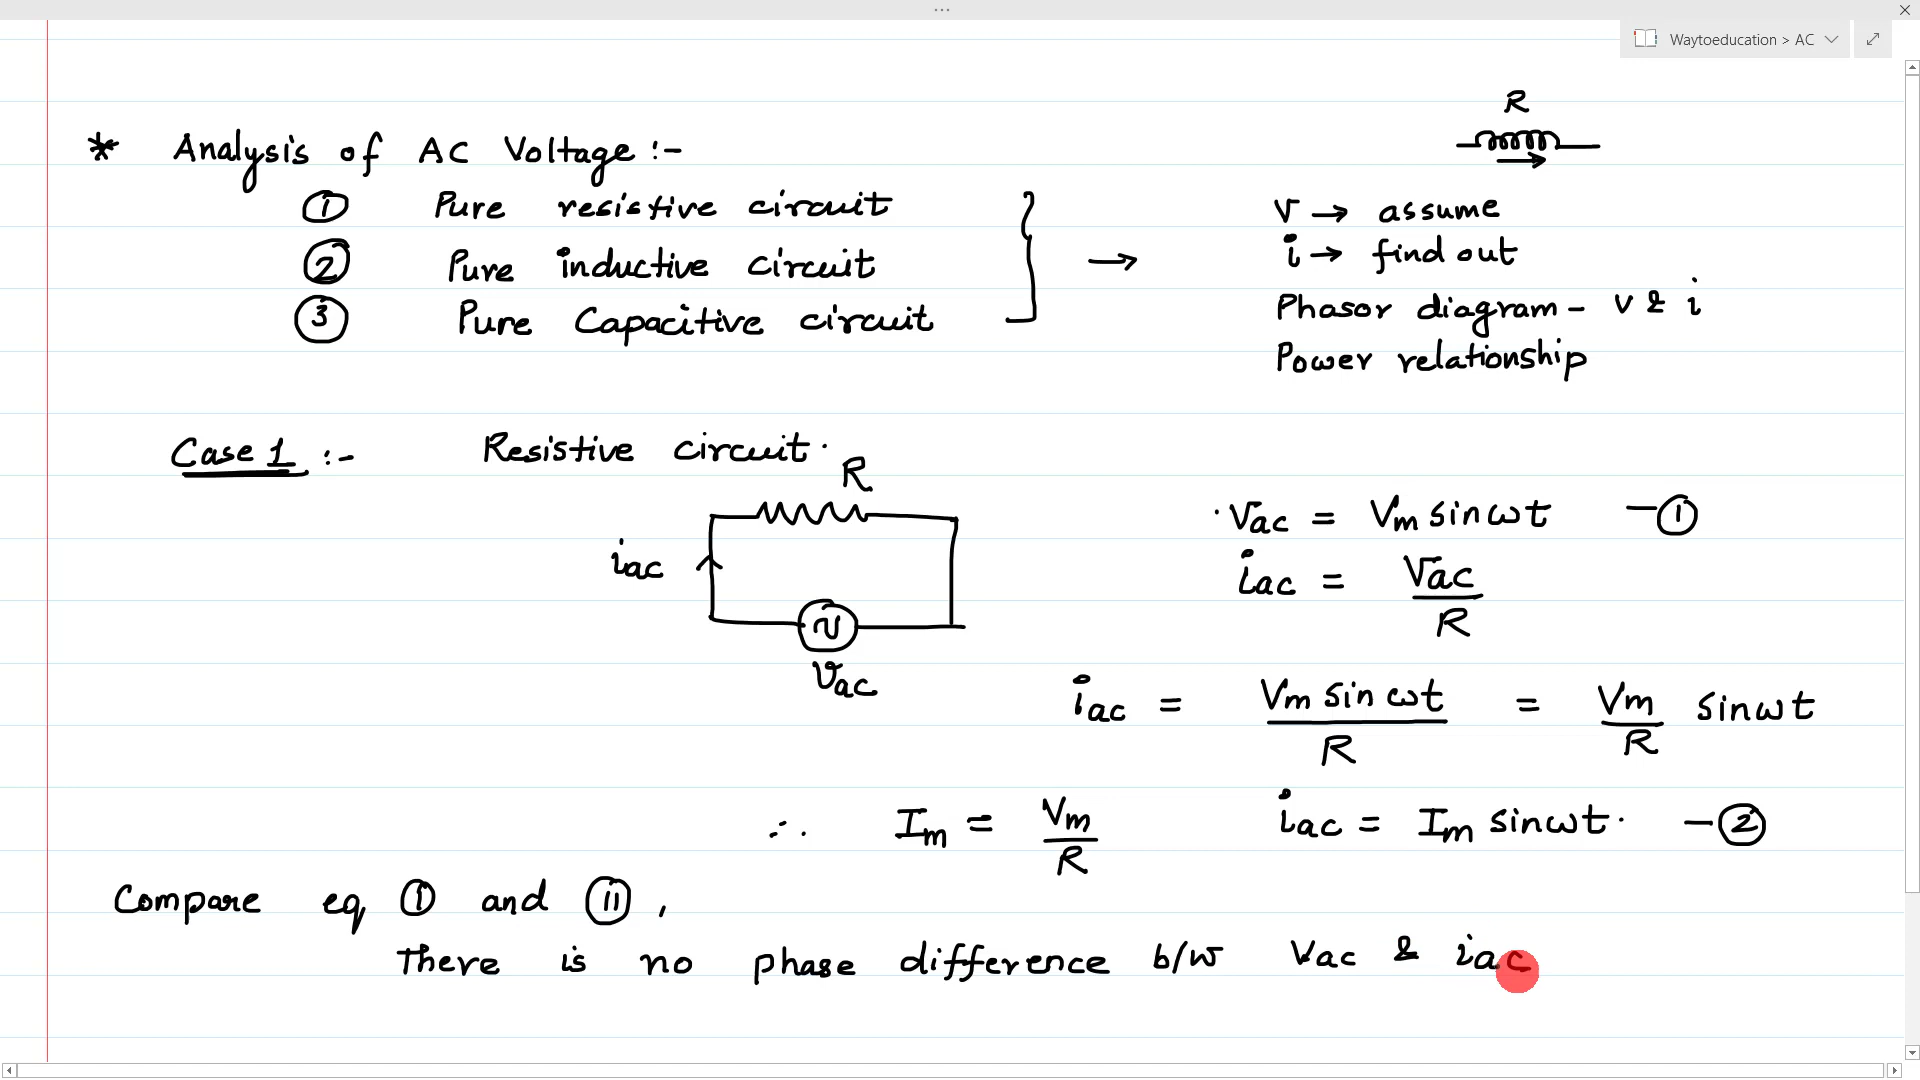 Waytoeducation > AC
R
* Analysis of AC Voltage :-
① Pure resistive circuit
② Pure inductive circuit
③ Pure Capacitive circuit
→
V → assume
i → find out
Phasor diagram - V & i
Power relationship
Case 1 :- Resistive circuit.
R
iac
Vac
Vac = Vm sinωt -①
iac = Vac / R
iac = Vm sin ωt / R = Vm / R sinωt
∴ Im = Vm / R iac = Im sinωt. -②
Compare eq ① and ⑪ ,
There is no phase difference b/w Vac & iac